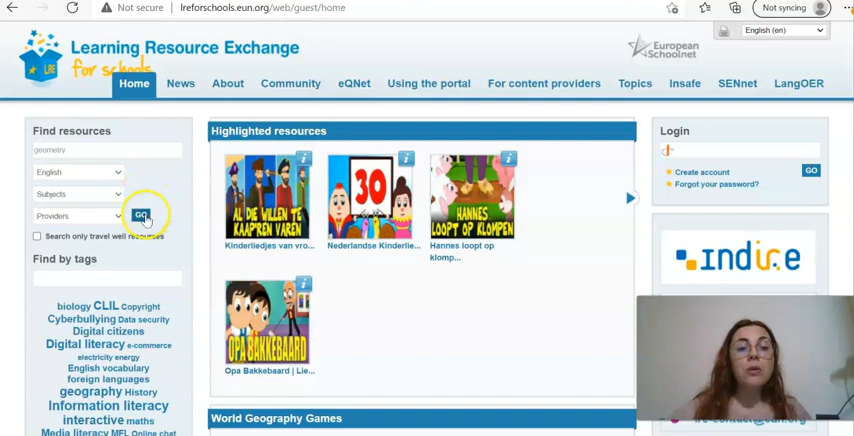 Not secure
lreforschools.eun.org/web/guest/home
Not syncing
English (en)
LRE
Learning Resource Exchange
for schools
European
Schoolnet
Home
News
About
Community
eQNet
Using the portal
For content providers
Topics
Insafe
SENnet
LangOER
Find resources
geometry
English
Subjects
Providers
GO
Search only travel well resources
Find by tags
biology CLIL Copyright
Cyberbullying Data security
Digital citizens
Digital literacy e-commerce
electricity energy
English vocabulary
foreign languages
geography History
Information literacy
interactive maths
Media literacy MFL Online chat
Highlighted resources
i
AL DIE WILLEN TE
KAAP'REN VAREN
Kinderliedjes van vro...
i
30
Nederlandse Kinderlie...
i
HANNES
LOOPT OP KLOMPEN
Hannes loopt op
klomp...
i
OPA BAKKEBAARD
Opa Bakkebaard | Lie...
World Geography Games
Login
Create account
Forgot your password?
GO
indire
lre-contact@eun.org